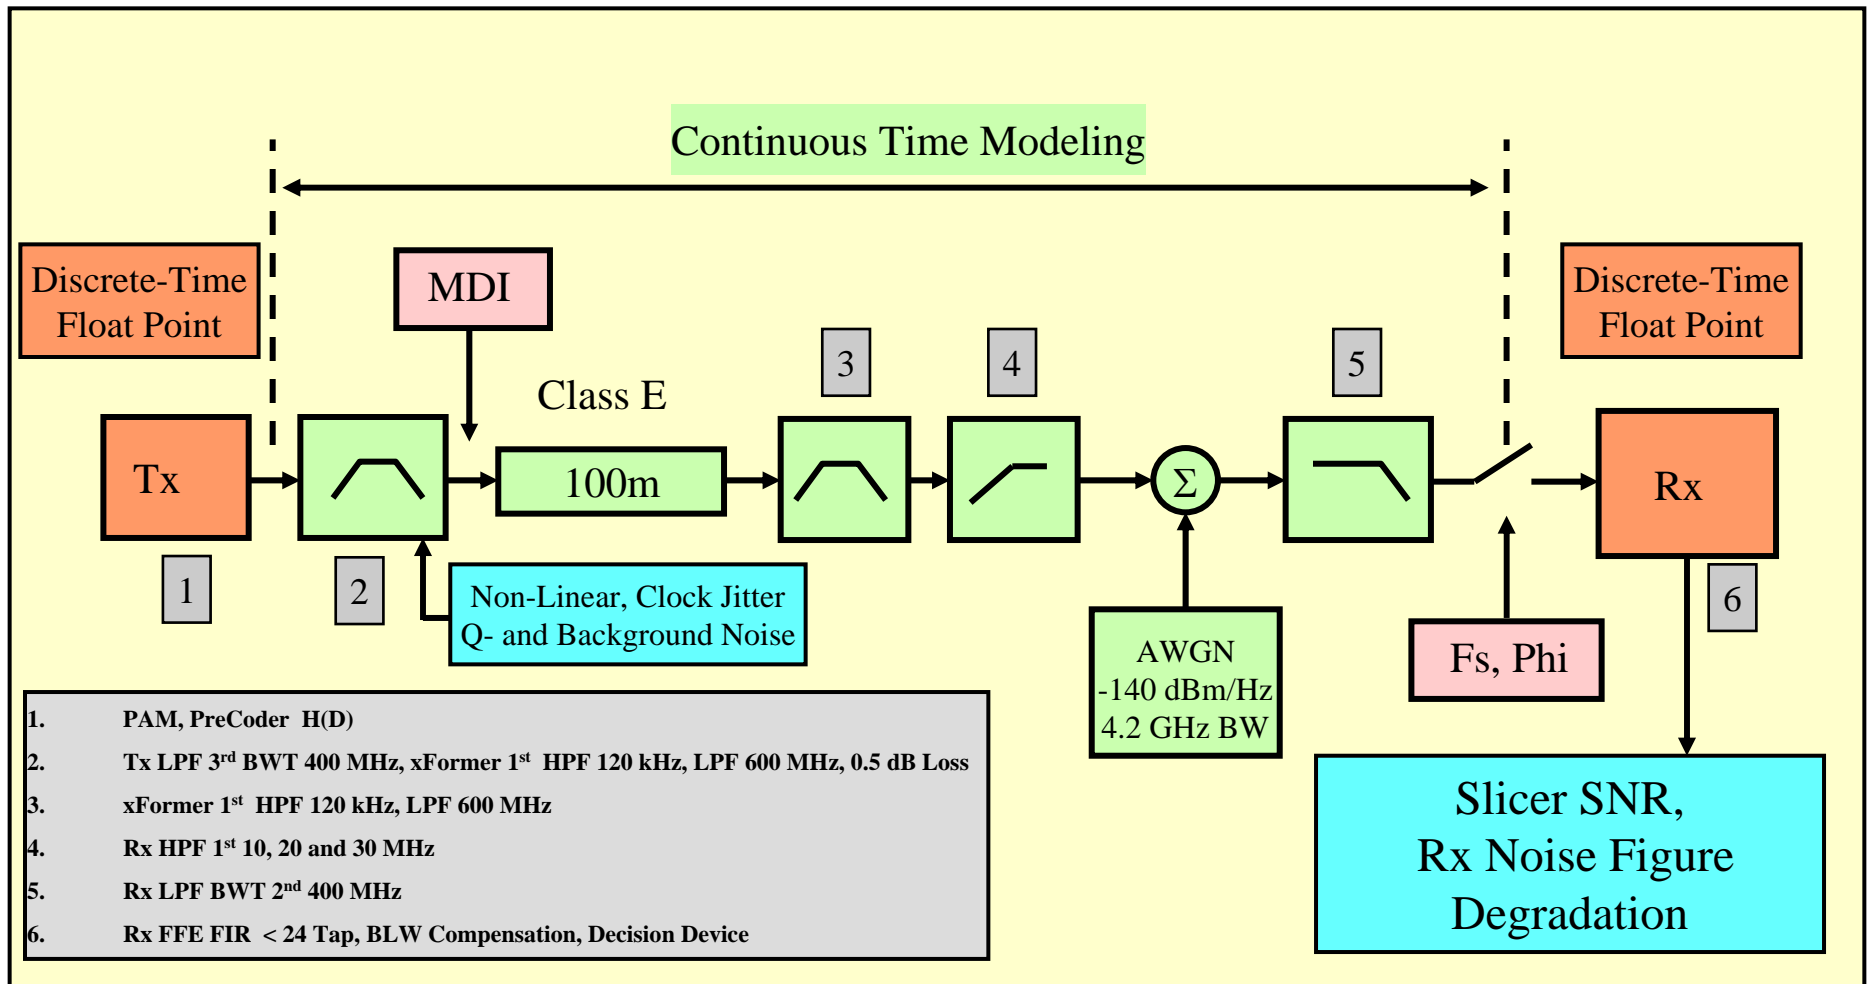 Continuous Time Modeling
Discrete-Time
Float Point
MDI
Discrete-Time
Float Point
Class E
3
4
5
Tx
100m
Σ
Rx
1
2
Non-Linear, Clock Jitter
Q- and Background Noise
AWGN
-140 dBm/Hz
4.2 GHz BW
Fs, Phi
6
1. PAM, PreCoder H(D)
2. Tx LPF 3rd BWT 400 MHz, xFormer 1st HPF 120 kHz, LPF 600 MHz, 0.5 dB Loss
3. xFormer 1st HPF 120 kHz, LPF 600 MHz
4. Rx HPF 1st 10, 20 and 30 MHz
5. Rx LPF BWT 2nd 400 MHz
6. Rx FFE FIR < 24 Tap, BLW Compensation, Decision Device
Slicer SNR,
Rx Noise Figure
Degradation